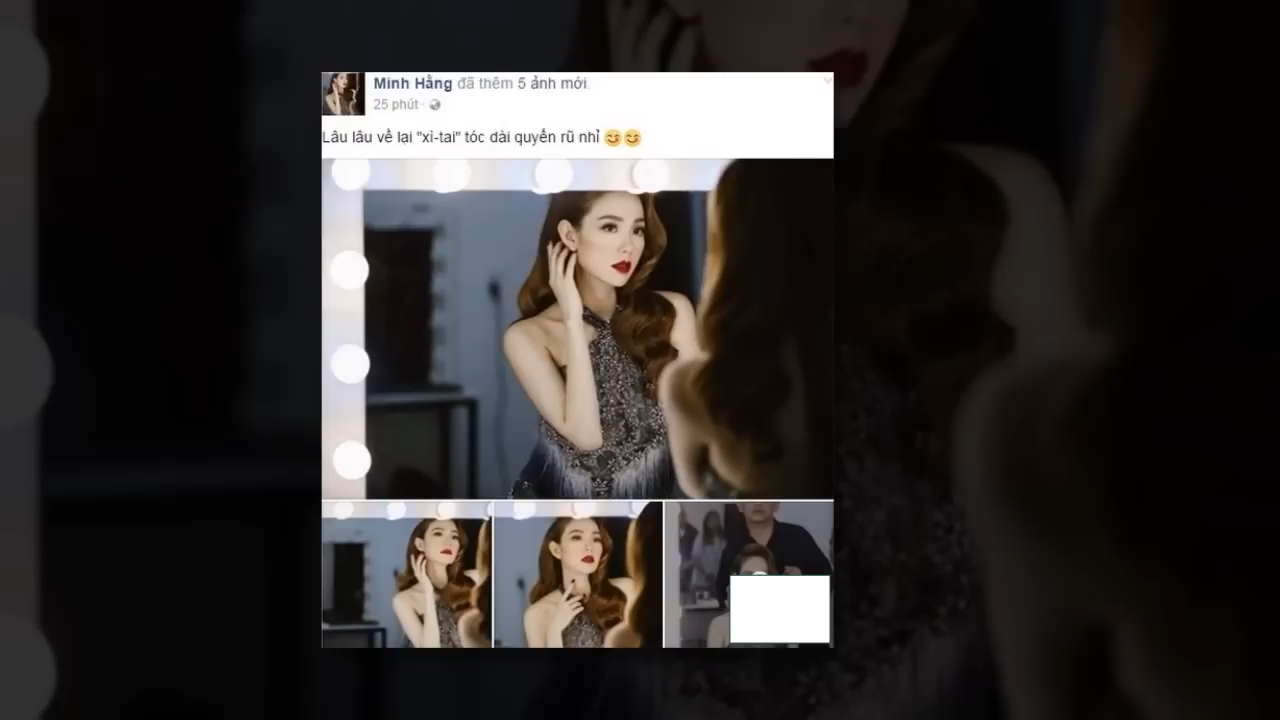 Minh Hằng đã thêm 5 ảnh mới.
25 phút ·
Lâu lâu về lại "xì-tai" tóc dài quyến rũ nhỉ 😏😏